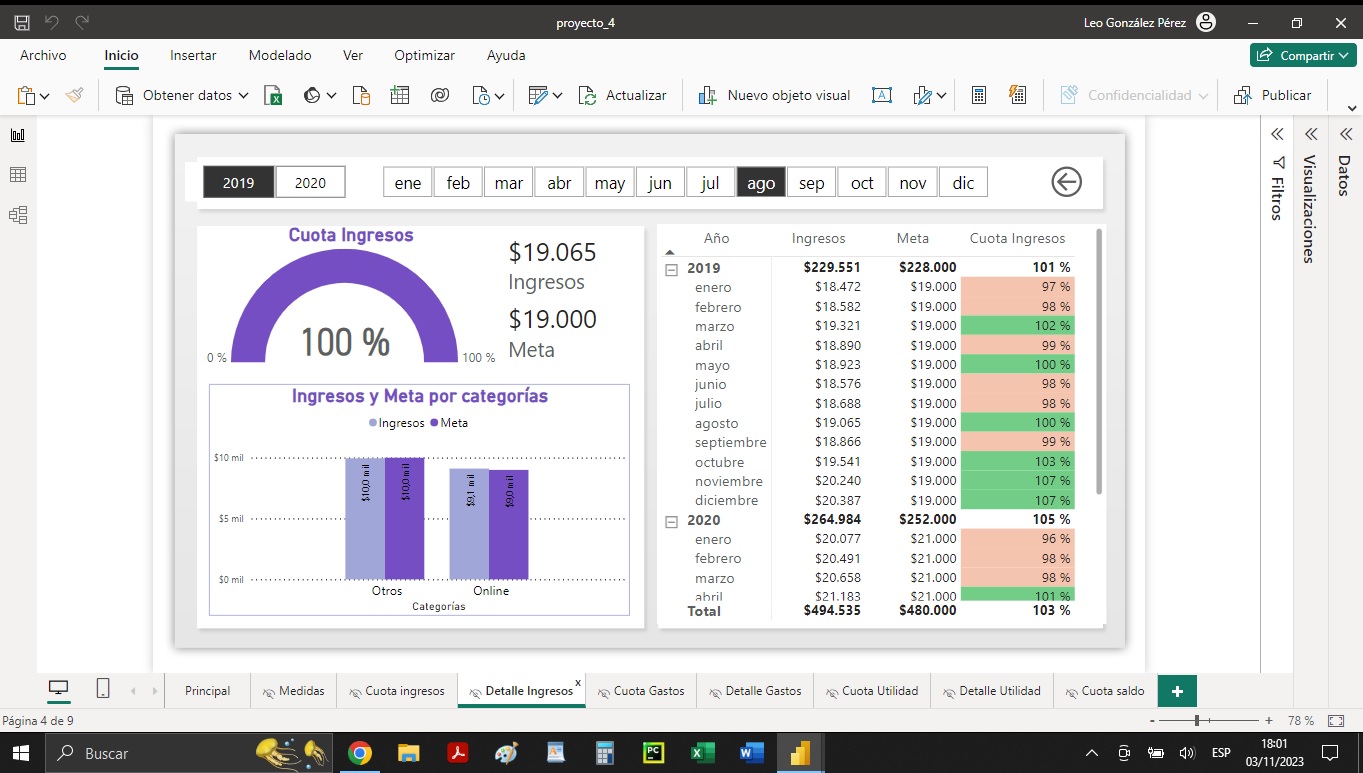 proyecto_4
Leo González Pérez
Archivo Inicio Insertar Modelado Ver Optimizar Ayuda
Compartir
Obtener datos Actualizar Nuevo objeto visual Confidencialidad Publicar
2019 2020 ene feb mar abr may jun jul ago sep oct nov dic
Cuota Ingresos
100 %
0 %
100 %
$19.065
Ingresos
$19.000
Meta
Ingresos y Meta por categorías
Ingresos Meta
$10 mil
$5 mil
$0 mil
$10,0 mil
$10,0 mil
$9,1 mil
$9,0 mil
Otros Online
Categorías
Año Ingresos Meta Cuota Ingresos
2019 $229.551 $228.000 101 %
enero $18.472 $19.000 97 %
febrero $18.582 $19.000 98 %
marzo $19.321 $19.000 102 %
abril $18.890 $19.000 99 %
mayo $18.923 $19.000 100 %
junio $18.576 $19.000 98 %
julio $18.688 $19.000 98 %
agosto $19.065 $19.000 100 %
septiembre $18.866 $19.000 99 %
octubre $19.541 $19.000 103 %
noviembre $20.240 $19.000 107 %
diciembre $20.387 $19.000 107 %
2020 $264.984 $252.000 105 %
enero $20.077 $21.000 96 %
febrero $20.491 $21.000 98 %
marzo $20.658 $21.000 98 %
abril $21.183 $21.000 101 %
Total $494.535 $480.000 103 %
Filtros
Visualizaciones
Datos
Principal Medidas Cuota ingresos Detalle Ingresos x Cuota Gastos Detalle Gastos Cuota Utilidad Detalle Utilidad Cuota saldo +
Página 4 de 9
- + 78 %
Buscar
ESP
18:01
03/11/2023